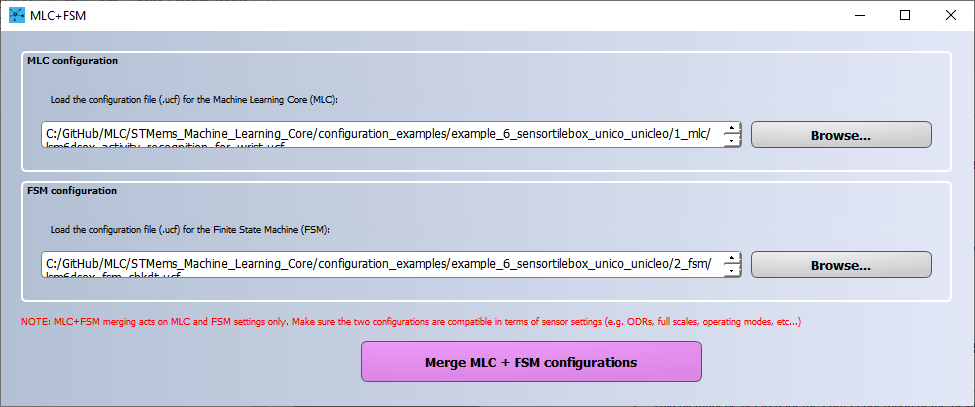 MLC+FSM
MLC configuration
Load the configuration file (.ucf) for the Machine Learning Core (MLC):
C:/GitHub/MLC/STMems_Machine_Learning_Core/configuration_examples/example_6_sensortilebox_unico_unicleo/1_mlc/
lsm6dsox_activity_recognition_for_wrist.ucf
Browse...
FSM configuration
Load the configuration file (.ucf) for the Finite State Machine (FSM):
C:/GitHub/MLC/STMems_Machine_Learning_Core/configuration_examples/example_6_sensortilebox_unico_unicleo/2_fsm/
Browse...
NOTE: MLC+FSM merging acts on MLC and FSM settings only. Make sure the two configurations are compatible in terms of sensor settings (e.g. ODRs, full scales, operating modes, etc...)
Merge MLC + FSM configurations